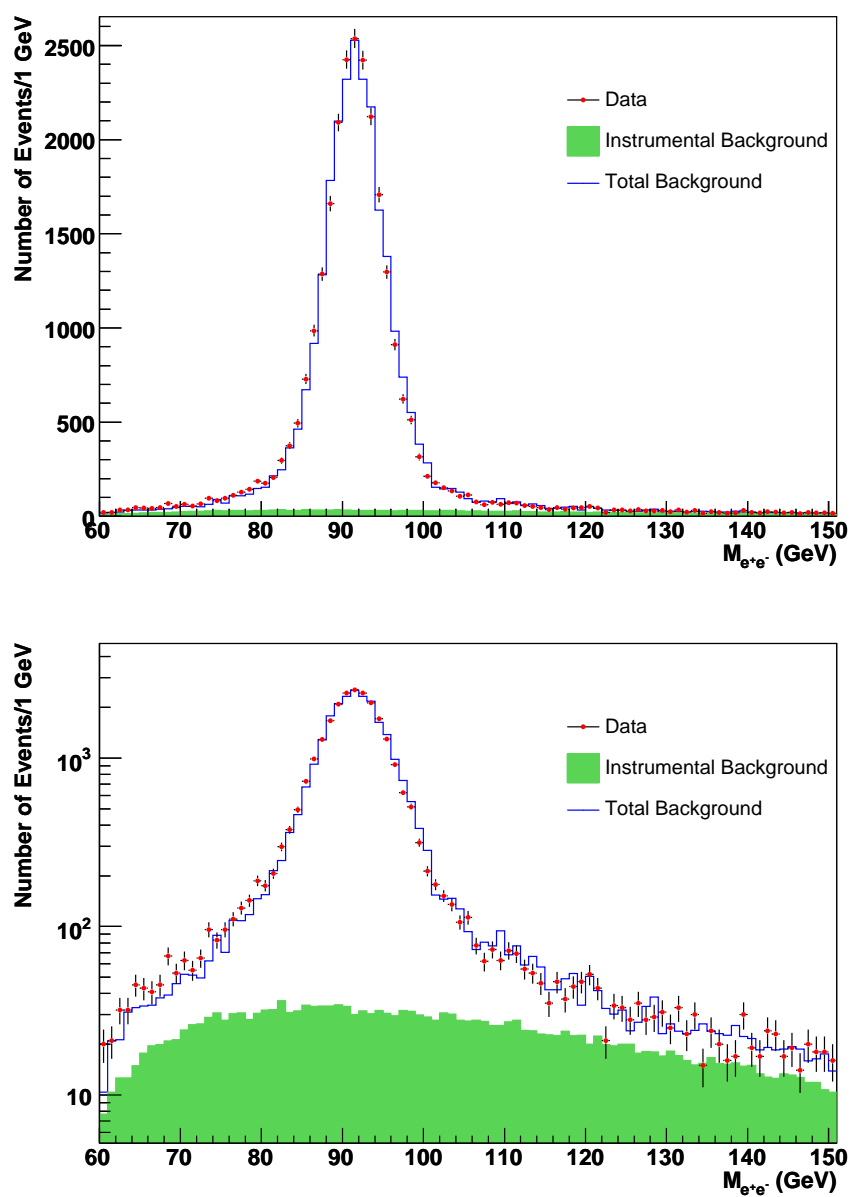 Number of Events/1 GeV
2500
2000
1500
1000
500
0
Data
Instrumental Background
Total Background
60 70 80 90 100 110 120 130 140 150
M_{e⁺e⁻} (GeV)
Number of Events/1 GeV
10³
10²
10
Data
Instrumental Background
Total Background
60 70 80 90 100 110 120 130 140 150
M_{e⁺e⁻} (GeV)